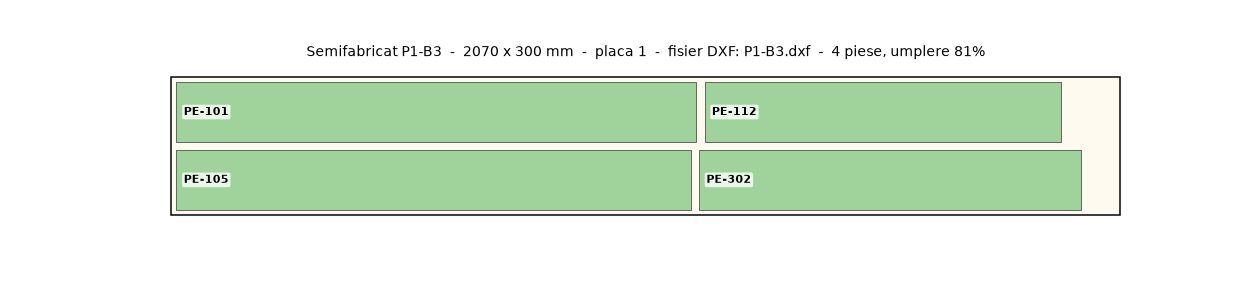 Semifabricat P1-B3 - 2070 x 300 mm - placa 1 - fisier DXF: P1-B3.dxf - 4 piese, umplere 81%
PE-101
PE-112
PE-105
PE-302